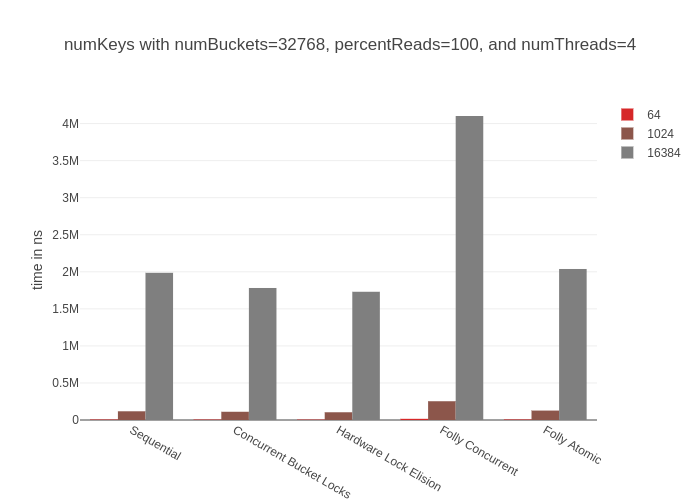 numKeys with numBuckets=32768, percentReads=100, and numThreads=4
64
1024
16384
time in ns
4M
3.5M
3M
2.5M
2M
1.5M
1M
0.5M
0
Sequential
Concurrent Bucket Locks
Hardware Lock Elision
Folly Concurrent
Folly Atomic